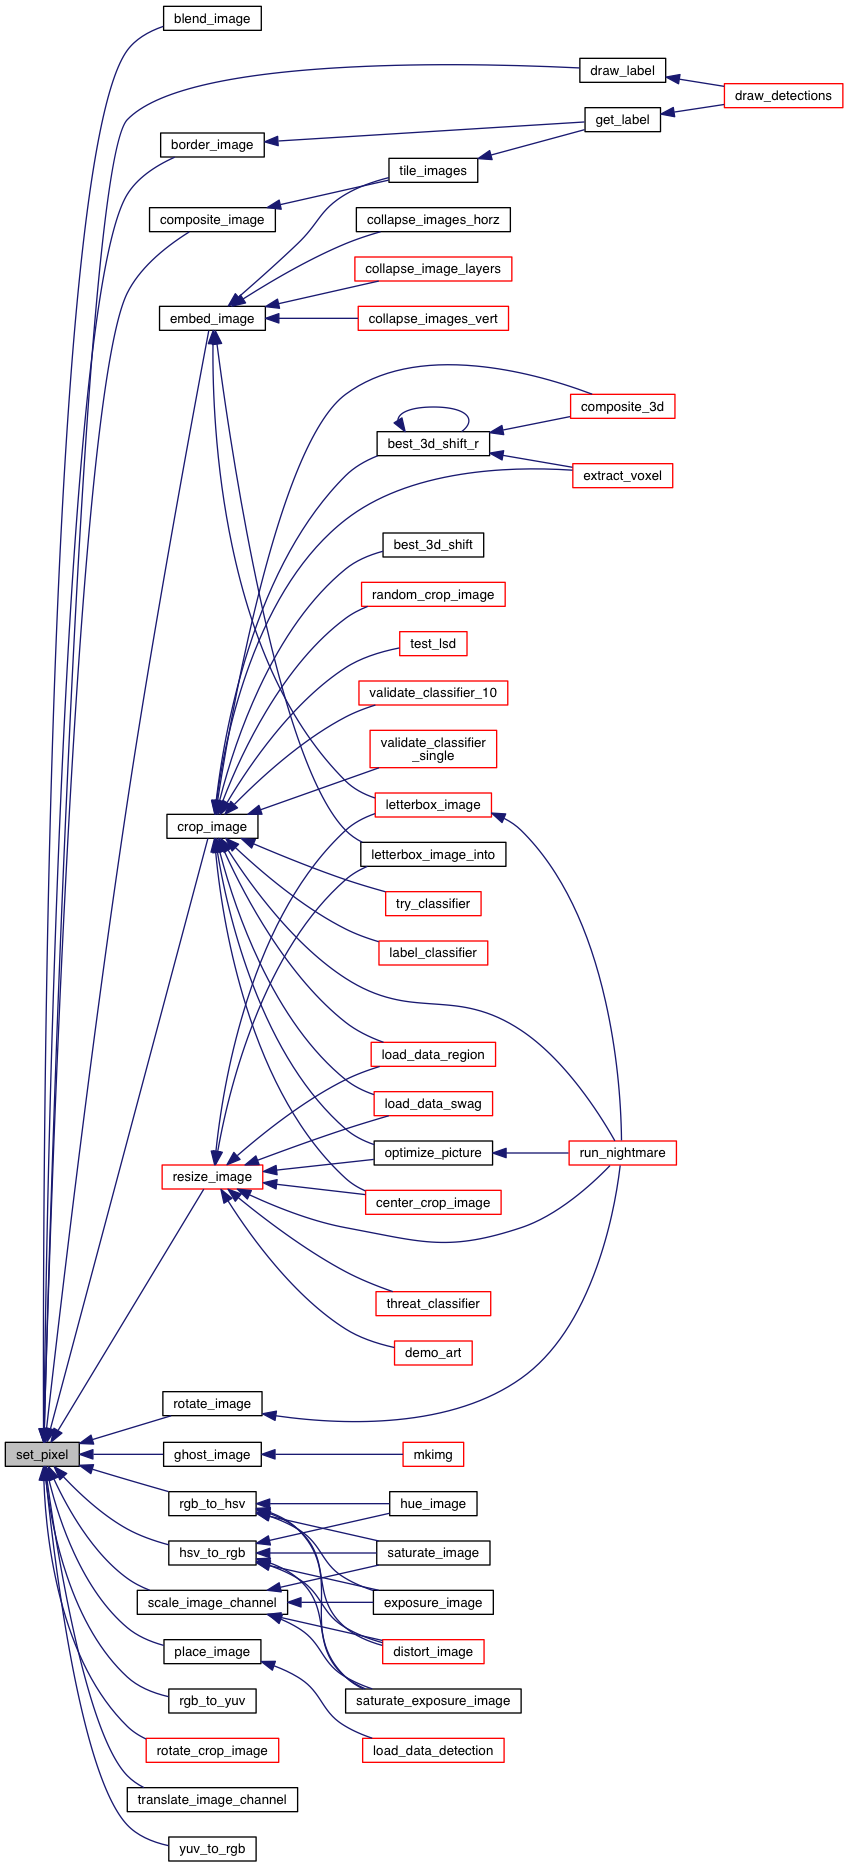 blend_image
draw_label
draw_detections
get_label
border_image
tile_images
composite_image
collapse_images_horz
collapse_image_layers
embed_image
collapse_images_vert
composite_3d
best_3d_shift_r
extract_voxel
best_3d_shift
random_crop_image
test_lsd
validate_classifier_10
validate_classifier
_single
letterbox_image
crop_image
letterbox_image_into
try_classifier
label_classifier
load_data_region
load_data_swag
optimize_picture
run_nightmare
resize_image
center_crop_image
threat_classifier
demo_art
rotate_image
set_pixel
ghost_image
mkimg
rgb_to_hsv
hue_image
hsv_to_rgb
saturate_image
scale_image_channel
exposure_image
place_image
distort_image
rgb_to_yuv
saturate_exposure_image
rotate_crop_image
load_data_detection
translate_image_channel
yuv_to_rgb